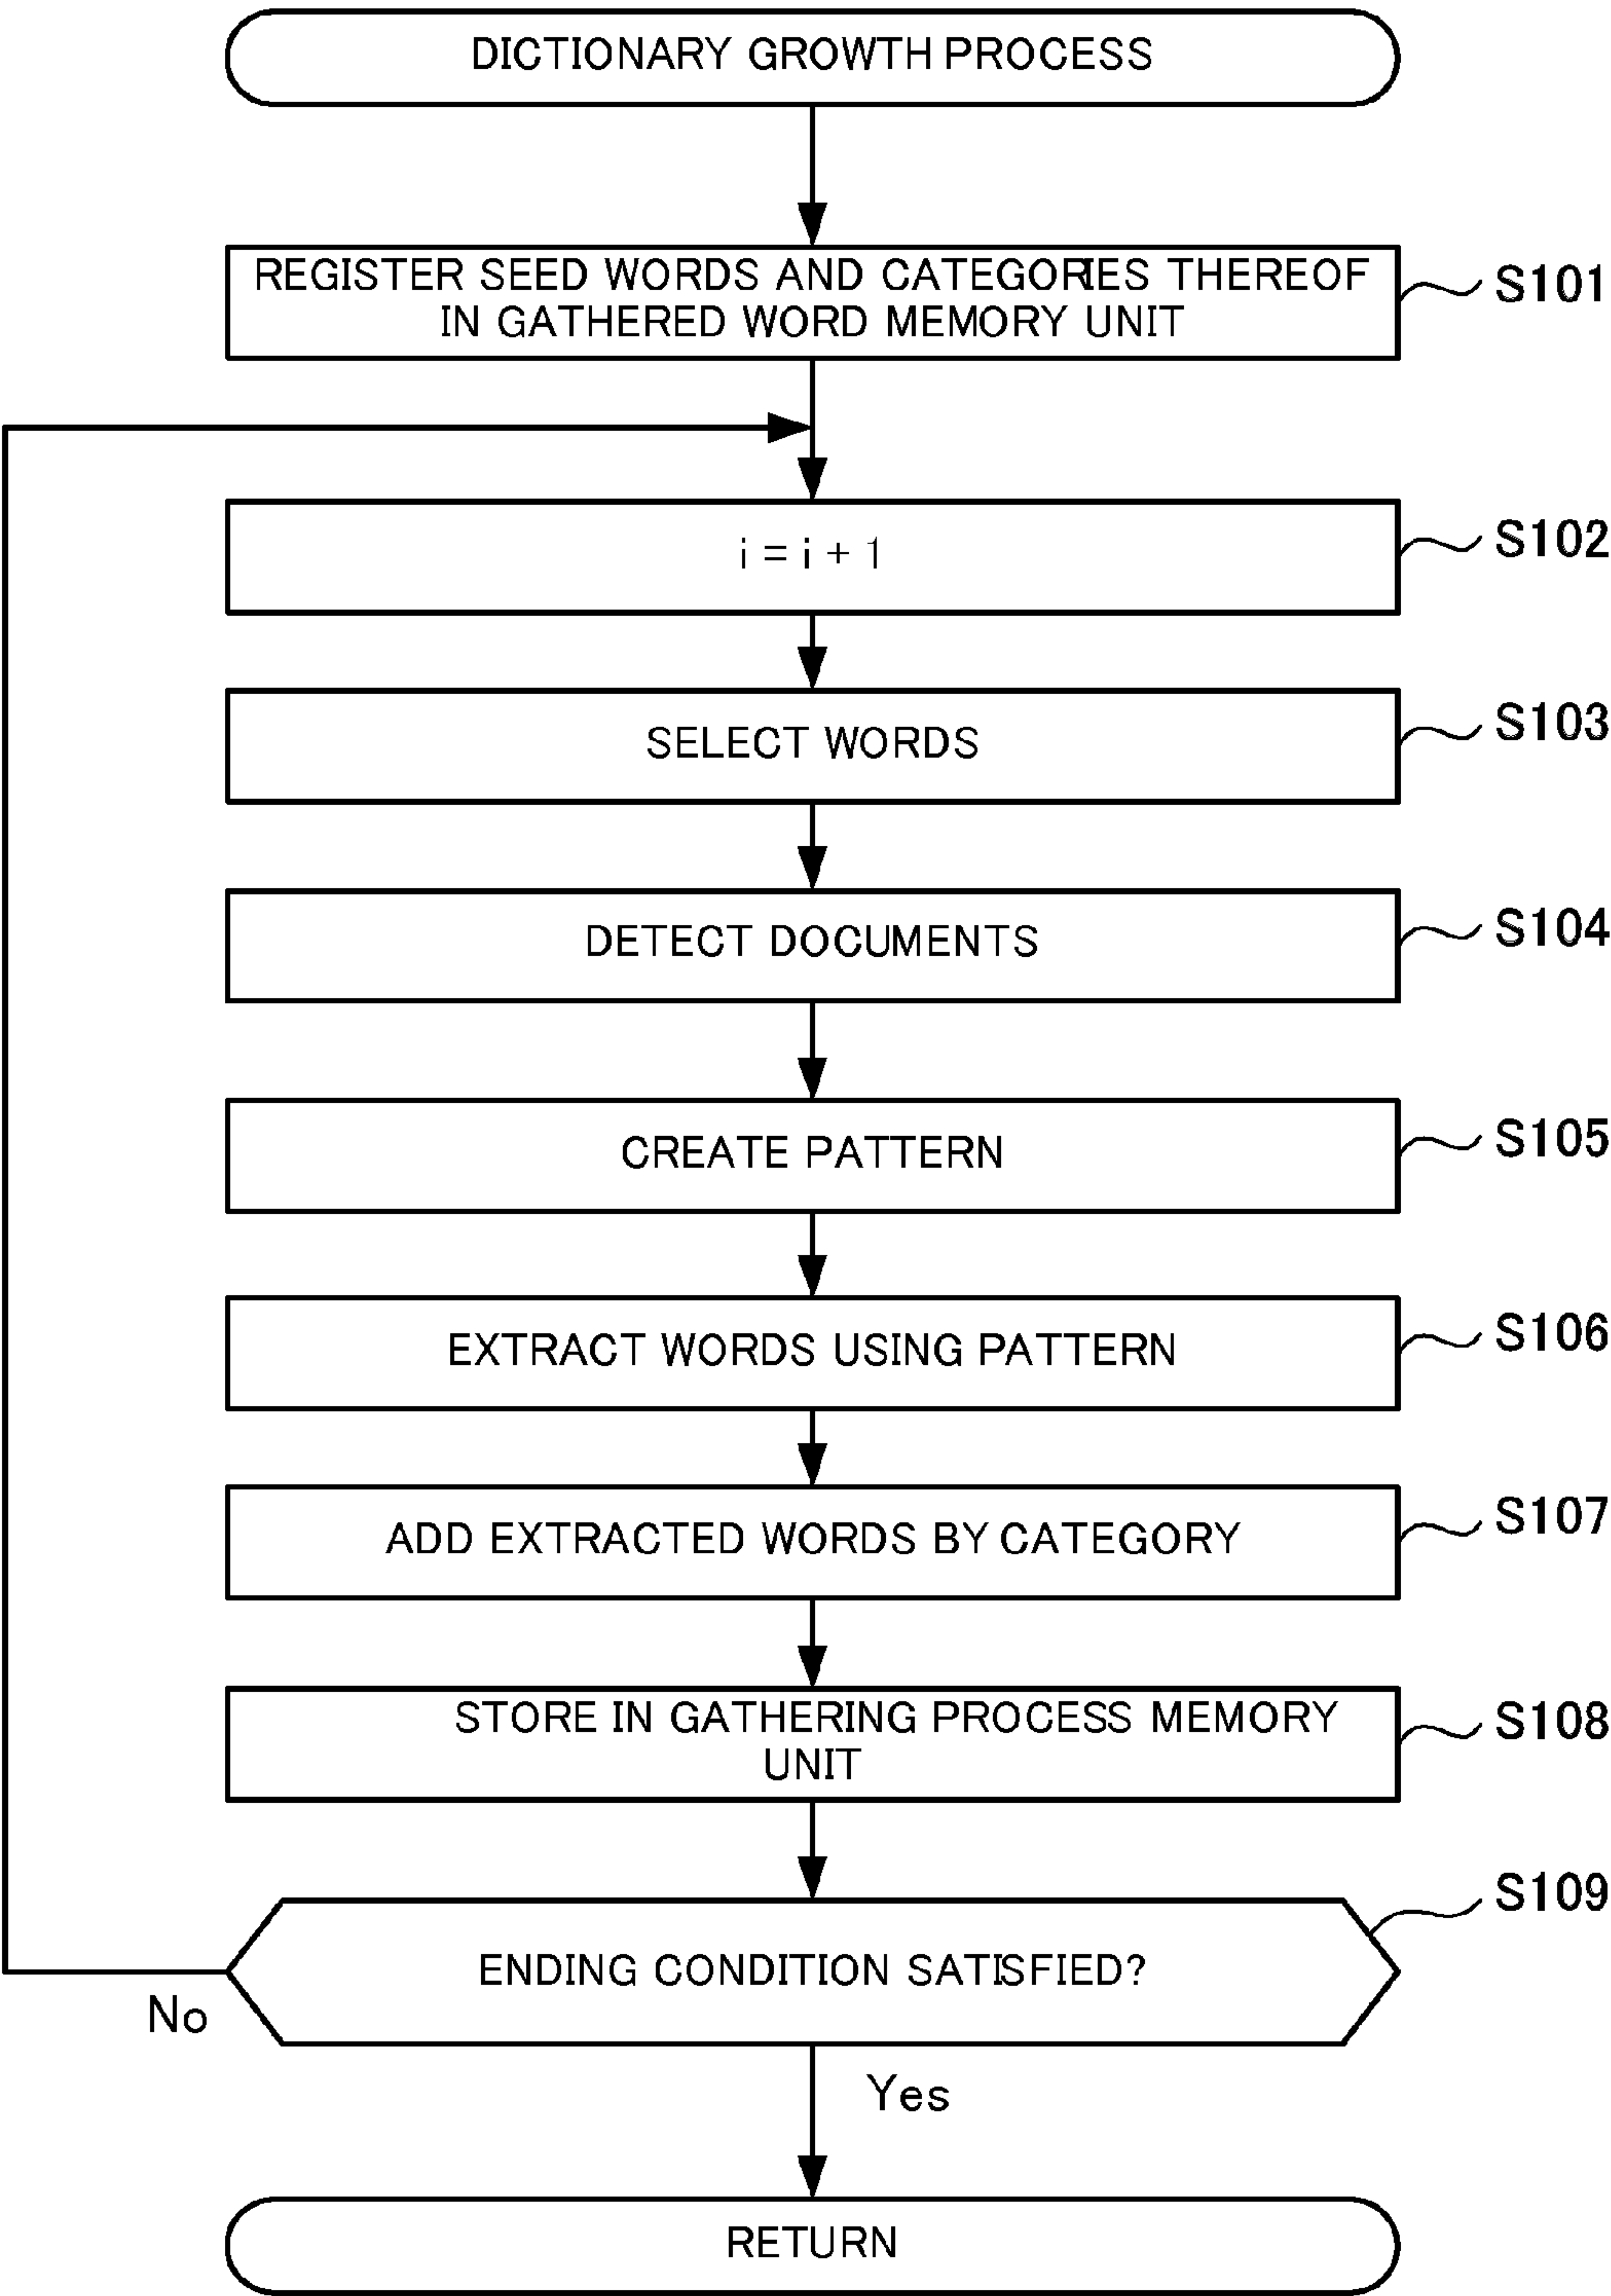 DICTIONARY GROWTH PROCESS
REGISTER SEED WORDS AND CATEGORIES THEREOF
IN GATHERED WORD MEMORY UNIT
S101
i = i + 1
S102
SELECT WORDS
S103
DETECT DOCUMENTS
S104
CREATE PATTERN
S105
EXTRACT WORDS USING PATTERN
S106
ADD EXTRACTED WORDS BY CATEGORY
S107
STORE IN GATHERING PROCESS MEMORY
UNIT
S108
ENDING CONDITION SATISFIED?
S109
No
Yes
RETURN